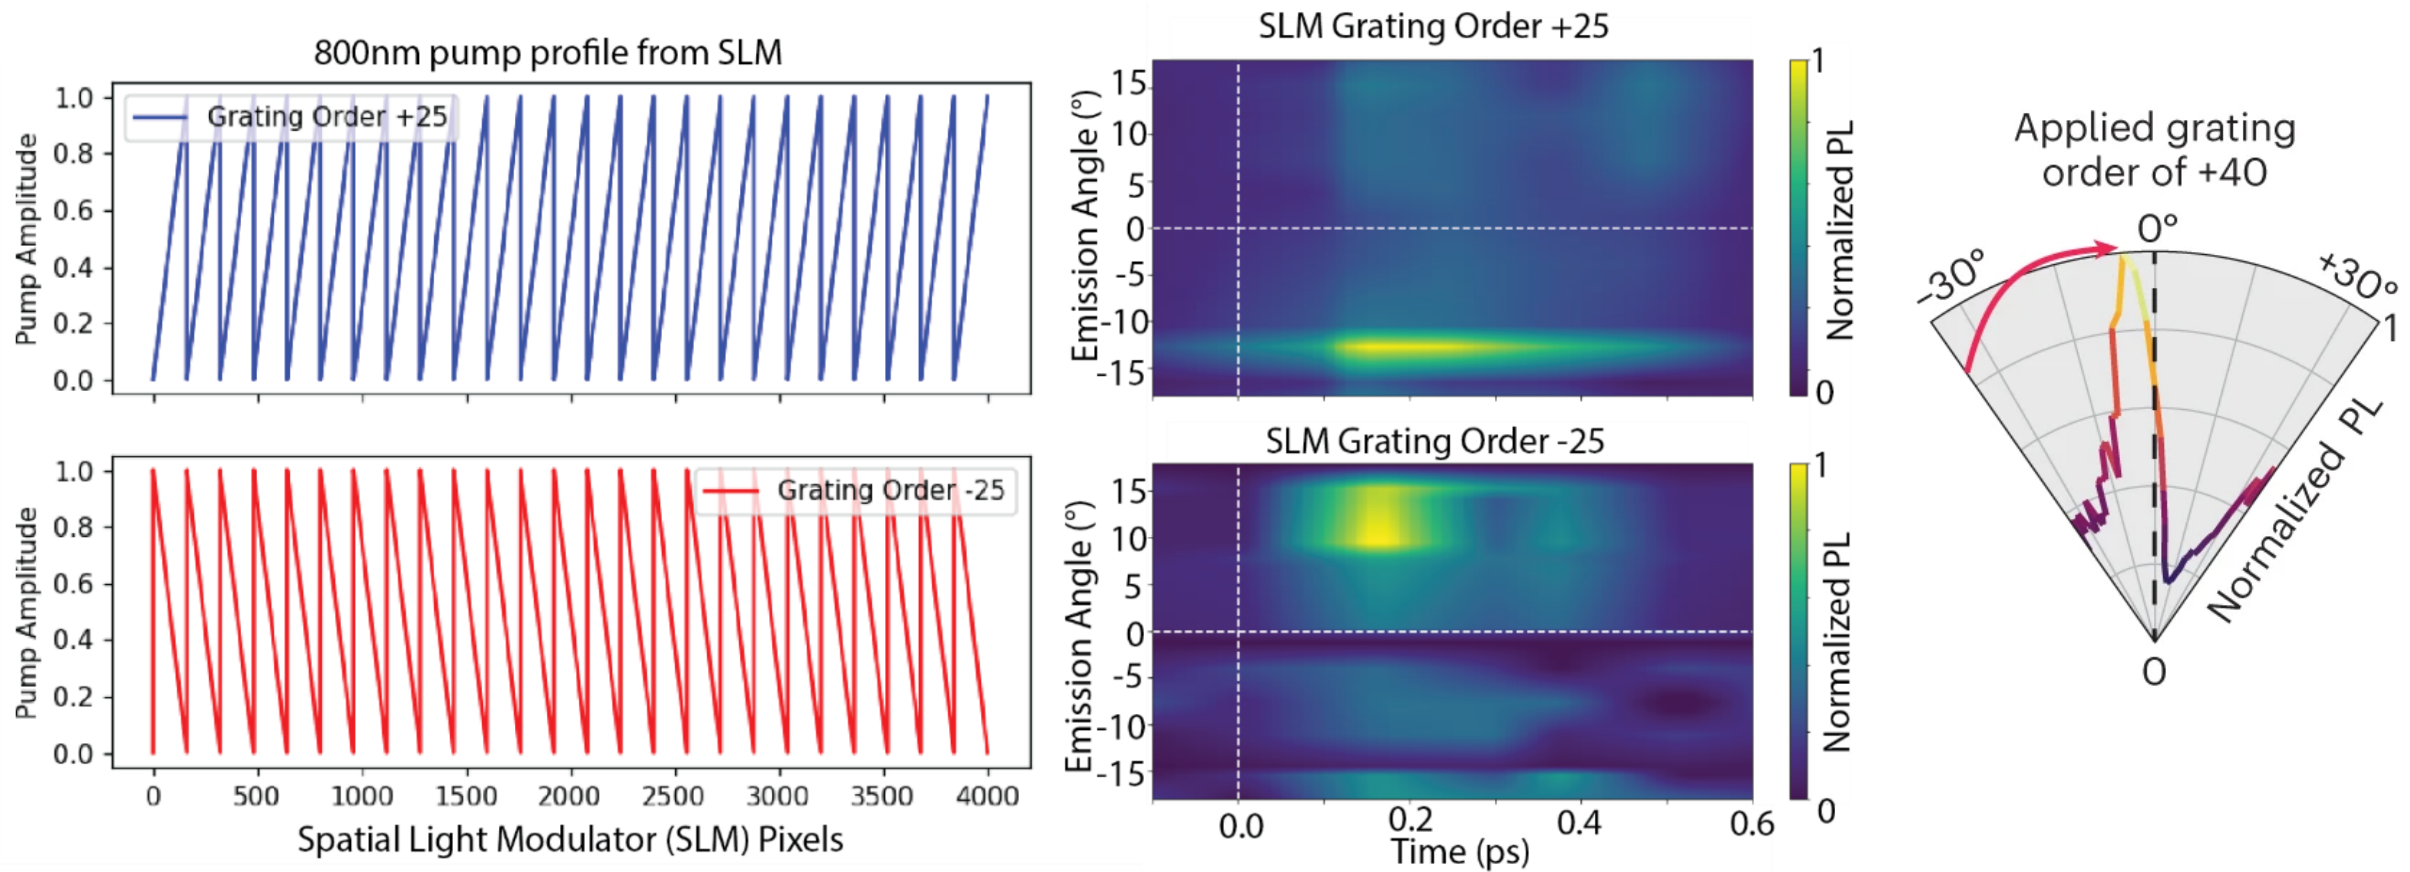 800nm pump profile from SLM
Pump Amplitude
1.0
0.8
0.6
0.4
0.2
0.0
Grating Order +25
Pump Amplitude
1.0
0.8
0.6
0.4
0.2
0.0
Grating Order -25
0 500 1000 1500 2000 2500 3000 3500 4000
Spatial Light Modulator (SLM) Pixels
SLM Grating Order +25
Emission Angle (°)
15
10
5
0
-5
-10
-15
1
Normalized PL
0
SLM Grating Order -25
Emission Angle (°)
15
10
5
0
-5
-10
-15
0.0 0.2 0.4 0.6
Time (ps)
1
Normalized PL
0
Applied grating
order of +40
-30° 0° +30°
1
Normalized PL
0